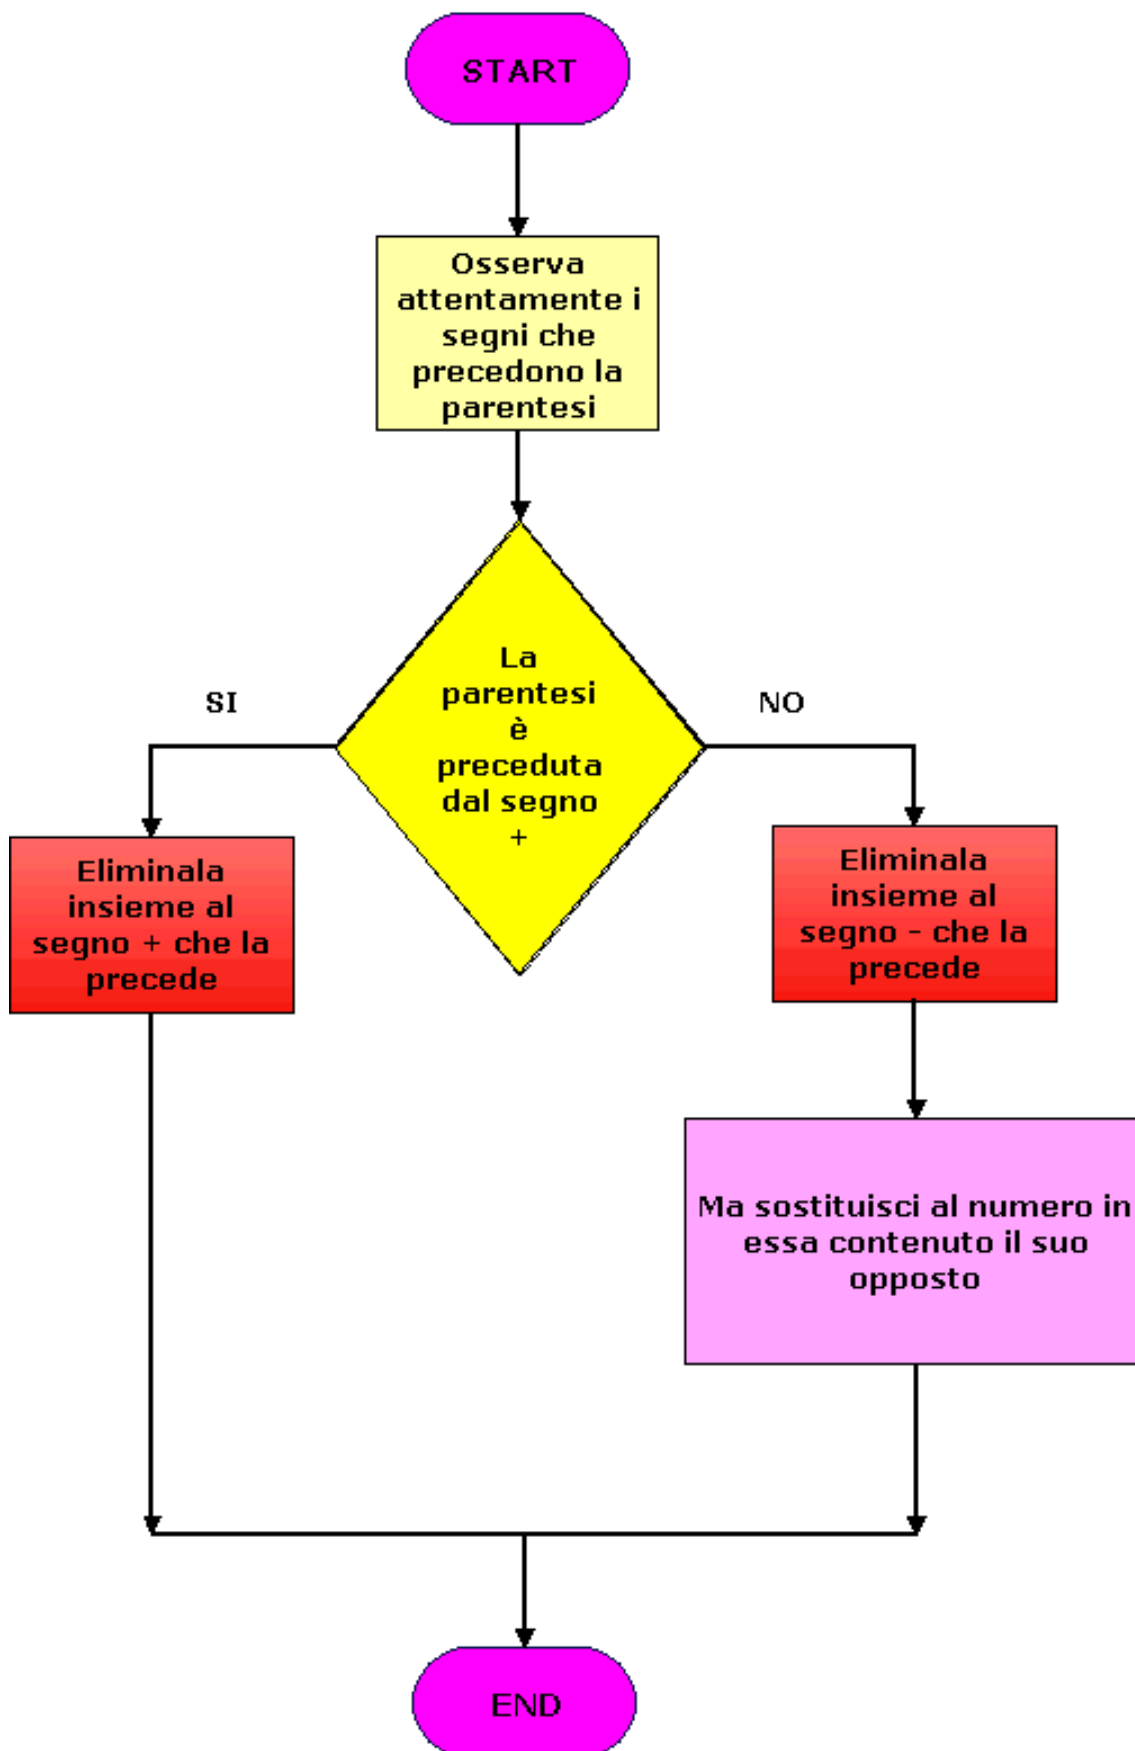 START
Osserva
attentamente i
segni che
precedono la
parentesi
La
parentesi
è
preceduta
dal segno
+
SI
NO
Eliminala
insieme al
segno + che la
precede
Eliminala
insieme al
segno - che la
precede
Ma sostituisci al numero in
essa contenuto il suo
opposto
END